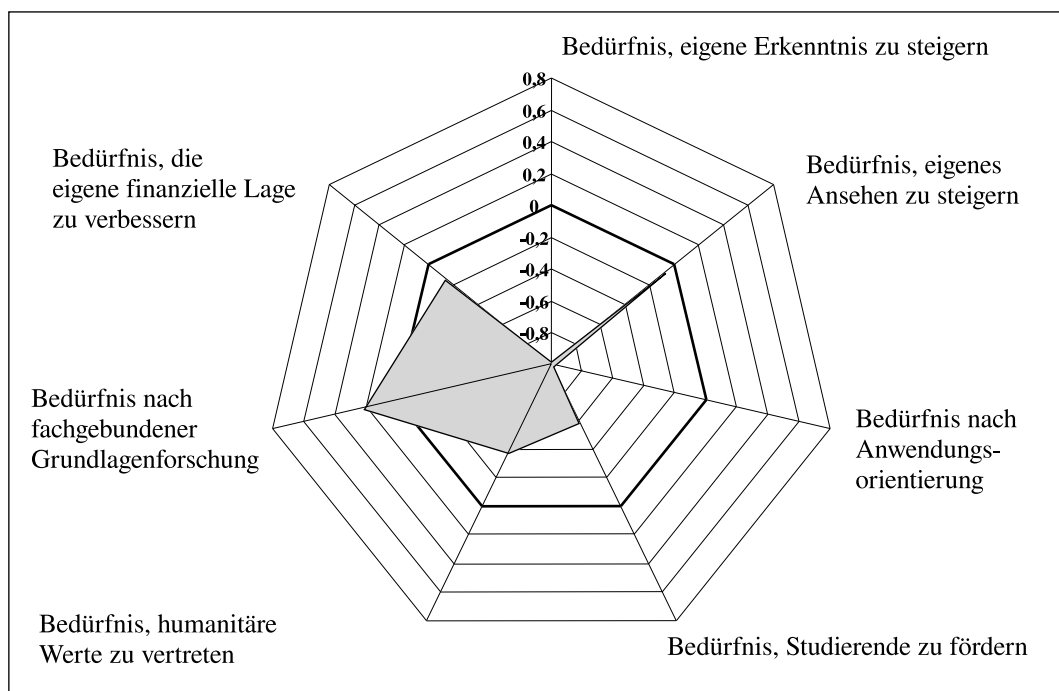 Bedürfnis, eigene Erkenntnis zu steigern
0,8
0,6
0,4
0,2
0
-0,2
-0,4
-0,6
-0,8
Bedürfnis, eigenes
Ansehen zu steigern
Bedürfnis nach
Anwendungs-
orientierung
Bedürfnis, Studierende zu fördern
Bedürfnis, humanitäre
Werte zu vertreten
Bedürfnis nach
fachgebundener
Grundlagenforschung
Bedürfnis, die
eigene finanzielle Lage
zu verbessern